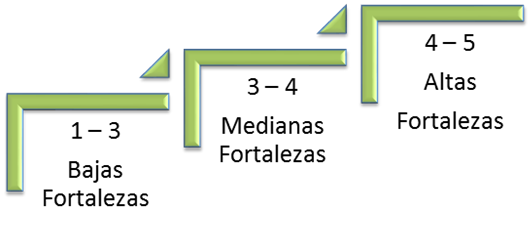 1 – 3
Bajas
Fortalezas
3 – 4
Medianas
Fortalezas
4 – 5
Altas
Fortalezas